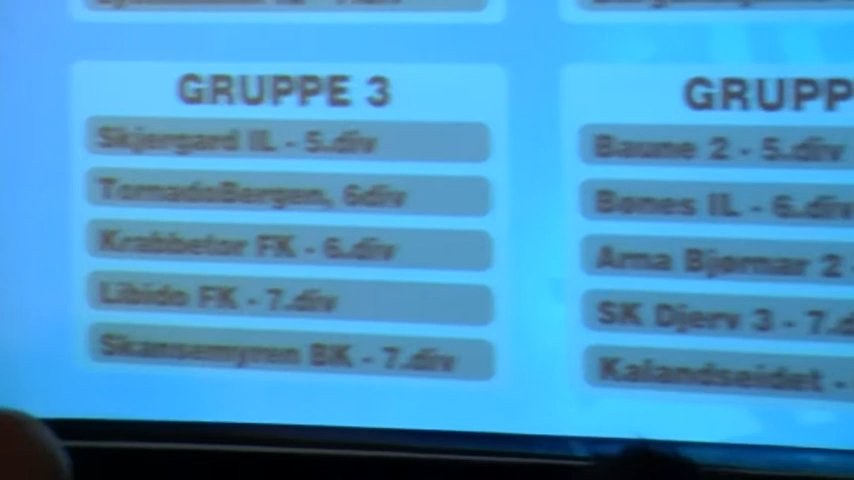 GRUPPE 3
Skjergard IL - 5.div
TornadoBergen, 6div
Krabbetor FK - 6.div
Libido FK - 7.div
Skansemyren BK - 7.div
GRUPP
Baune 2 - 5.div
Bønes IL - 6.div
Arna Bjørnar 2 -
SK Djerv 3 - 7.d
Kalandseidet -